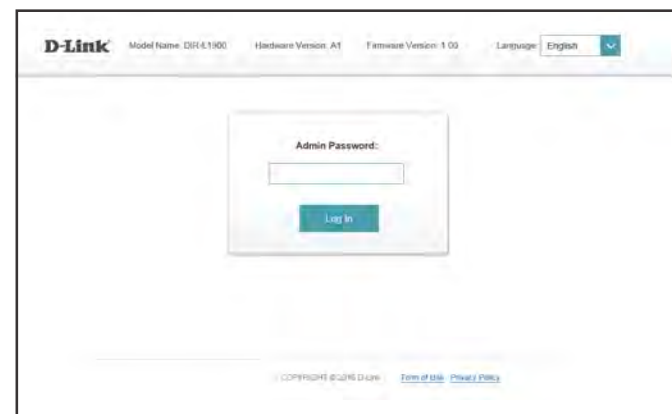 D-Link Model Name: DIR-L1900 Hardware Version: A1 Firmware Version: 1.00 Language: English
Admin Password:
Log In
COPYRIGHT © D-Link Term of Use Privacy Policy